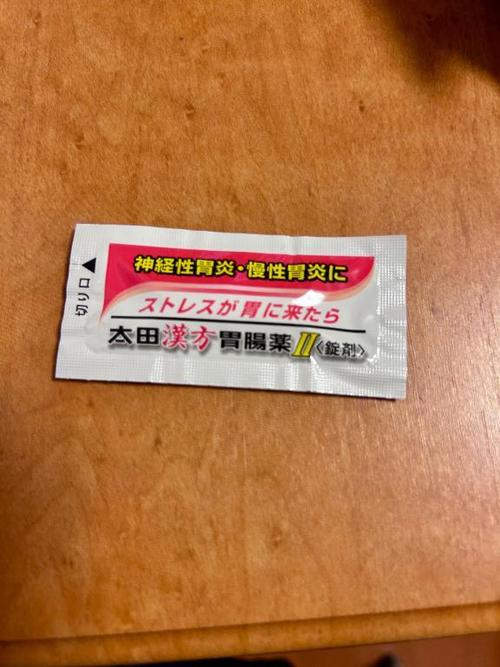 神経性胃炎・慢性胃炎に
ストレスが胃に来たら
太田漢方胃腸薬II〈錠剤〉
切り口▲